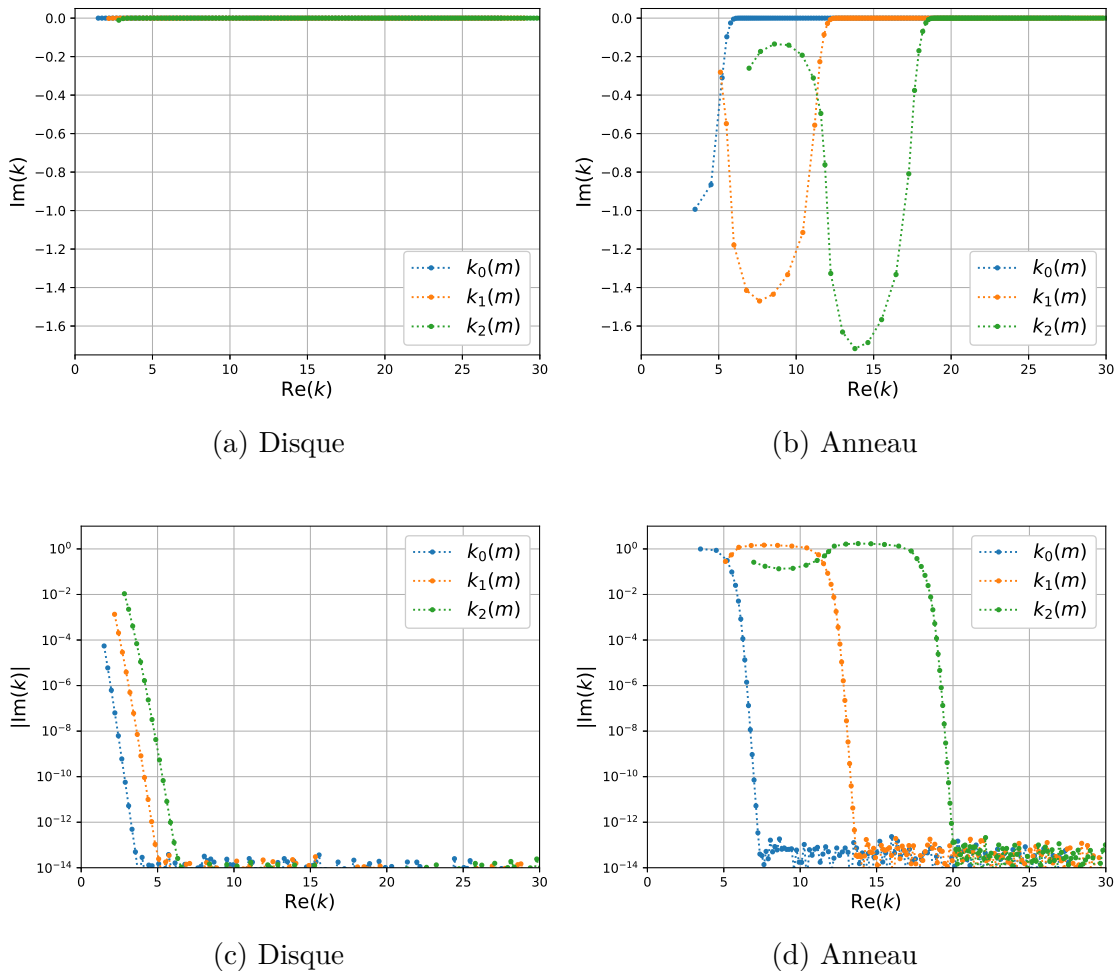 0.0
−0.2
−0.4
−0.6
−0.8
−1.0
−1.2
−1.4
−1.6
Im(k)
0 5 10 15 20 25 30
Re(k)
k₀(m)
k₁(m)
k₂(m)
(a) Disque
0.0
−0.2
−0.4
−0.6
−0.8
−1.0
−1.2
−1.4
−1.6
Im(k)
0 5 10 15 20 25 30
Re(k)
k₀(m)
k₁(m)
k₂(m)
(b) Anneau
10⁰
10⁻²
10⁻⁴
10⁻⁶
10⁻⁸
10⁻¹⁰
10⁻¹²
10⁻¹⁴
|Im(k)|
0 5 10 15 20 25 30
Re(k)
k₀(m)
k₁(m)
k₂(m)
(c) Disque
10⁰
10⁻²
10⁻⁴
10⁻⁶
10⁻⁸
10⁻¹⁰
10⁻¹²
10⁻¹⁴
|Im(k)|
0 5 10 15 20 25 30
Re(k)
k₀(m)
k₁(m)
k₂(m)
(d) Anneau